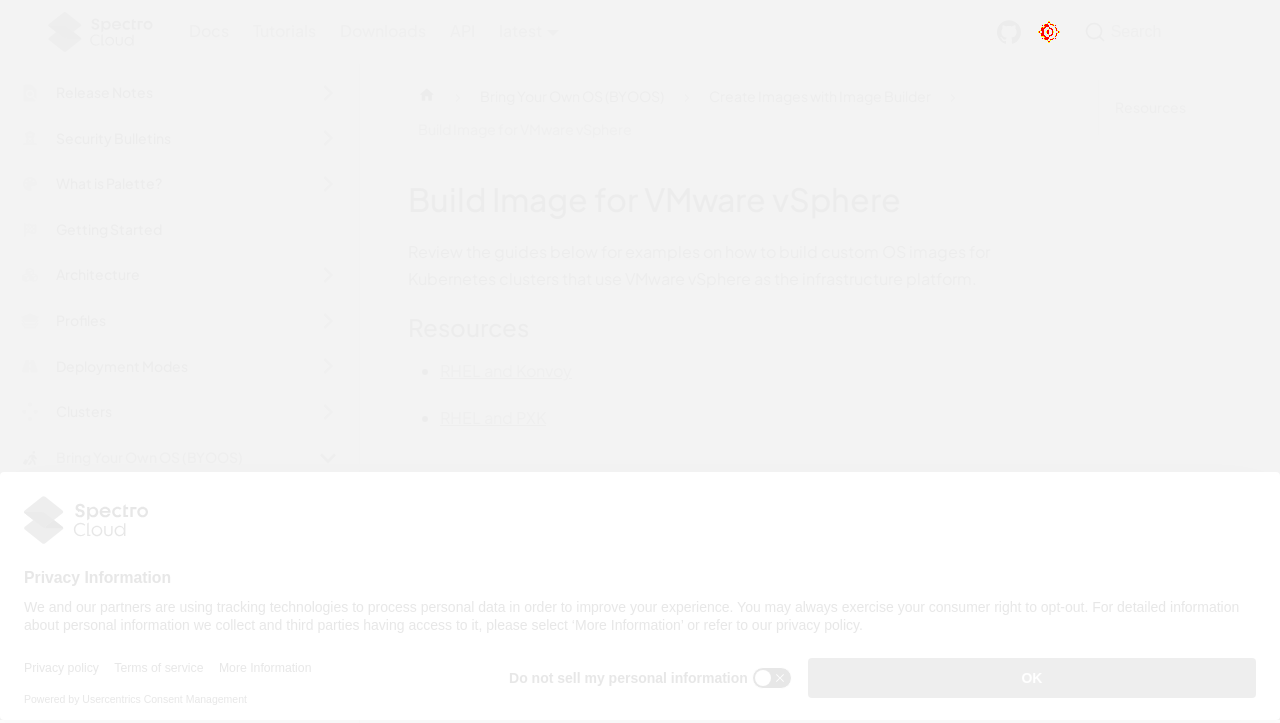 Spectro
Cloud
Docs
Tutorials
Downloads
API
latest
Search
Release Notes
Security Bulletins
What is Palette?
Getting Started
Architecture
Profiles
Deployment Modes
Clusters
Bring Your Own OS (BYOOS)
Bring Your Own OS (BYOOS)
Create Images with Image Builder
Build Image for VMware vSphere
Resources
Build Image for VMware vSphere
Review the guides below for examples on how to build custom OS images for
Kubernetes clusters that use VMware vSphere as the infrastructure platform.
Resources
RHEL and Konvoy
RHEL and PXK
Spectro
Cloud
Privacy Information
We and our partners are using tracking technologies to process personal data in order to improve your experience. You may always exercise your consumer right to opt-out. For detailed information
about personal information we collect and third parties having access to it, please select ‘More Information’ or refer to our privacy policy.
Privacy policy
Terms of service
More Information
Do not sell my personal information
OK
Powered by Usercentrics Consent Management